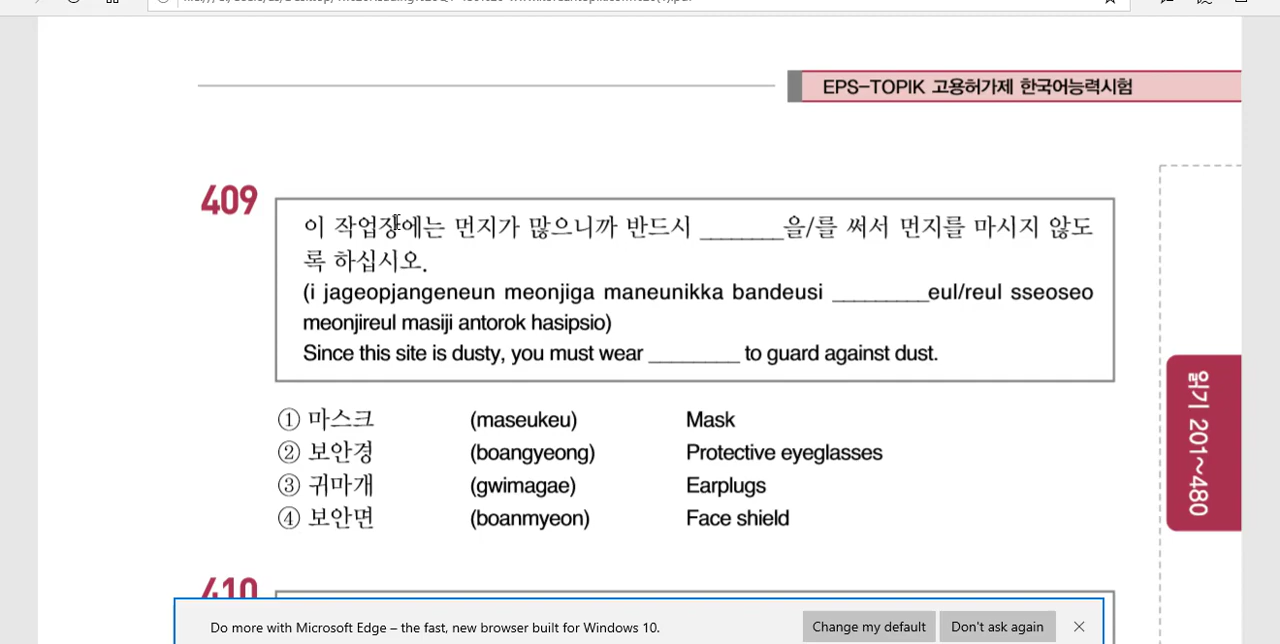 EPS-TOPIK 고용허가제 한국어능력시험
409
이 작업장에는 먼지가 많으니까 반드시 _______을/를 써서 먼지를 마시지 않도
록 하십시오.
(i jageopjangeneun meonjiga maneunikka bandeusi ________eul/reul sseoseo
meonjireul masiji antorok hasipsio)
Since this site is dusty, you must wear ________ to guard against dust.
① 마스크 (maseukeu) Mask
② 보안경 (boangyeong) Protective eyeglasses
③ 귀마개 (gwimagae) Earplugs
④ 보안면 (boanmyeon) Face shield
읽기 201~480
410
Do more with Microsoft Edge – the fast, new browser built for Windows 10.
Change my default
Don't ask again